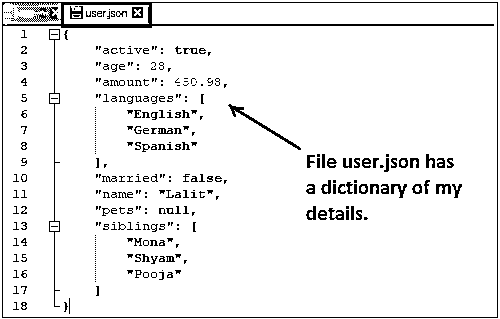 user.json
1 {
2 "active": true,
3 "age": 28,
4 "amount": 450.98,
5 "languages": [
6 "English",
7 "German",
8 "Spanish"
9 ],
10 "married": false,
11 "name": "Lalit",
12 "pets": null,
13 "siblings": [
14 "Mona",
15 "Shyam",
16 "Pooja"
17 ]
18 }
File user.json has
a dictionary of my
details.